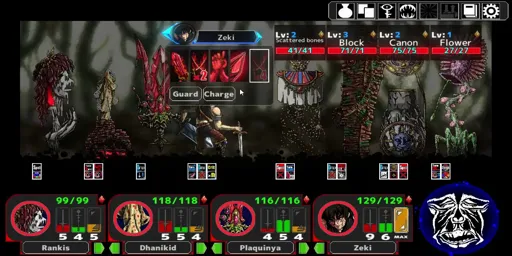 Zeki
Lv: 2
Scattered bones
41/41
Lv: 3
Block
71/71
Lv: 2
Canon
75/75
Lv: 1
Flower
27/27
Guard
Charge
99/99
5 4 5
Rankis
118/118
5 5 4
Dhanikid
116/116
4 5 4
Plaquinya
129/129
9 6 MAX
Zeki